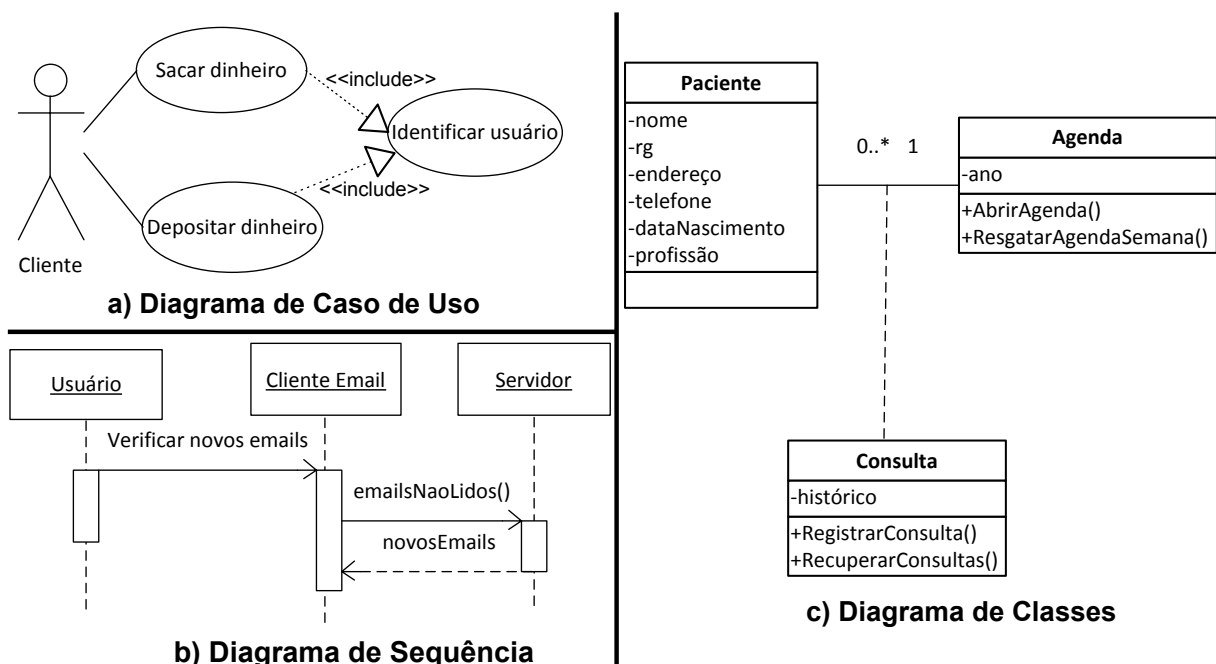 Sacar dinheiro
<<include>>
Identificar usuário
<<include>>
Depositar dinheiro
Cliente
a) Diagrama de Caso de Uso
Usuário
Cliente Email
Servidor
Verificar novos emails
emailsNaoLidos()
novosEmails
b) Diagrama de Sequência
Paciente
-nome
-rg
-endereço
-telefone
-dataNascimento
-profissão
0..* 1
Agenda
-ano
+AbrirAgenda()
+ResgatarAgendaSemana()
Consulta
-histórico
+RegistrarConsulta()
+RecuperarConsultas()
c) Diagrama de Classes